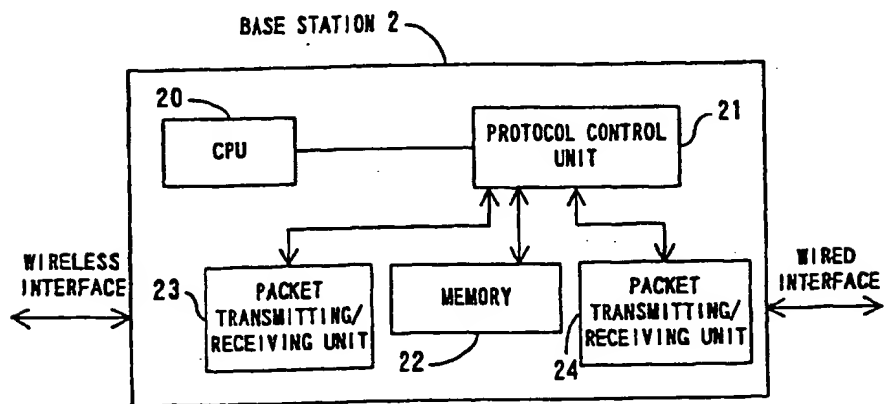 BASE STATION 2
20
CPU
PROTOCOL CONTROL
UNIT
21
WIRELESS
INTERFACE
23
PACKET
TRANSMITTING/
RECEIVING UNIT
MEMORY
22
PACKET
TRANSMITTING/
RECEIVING UNIT
24
WIRED
INTERFACE